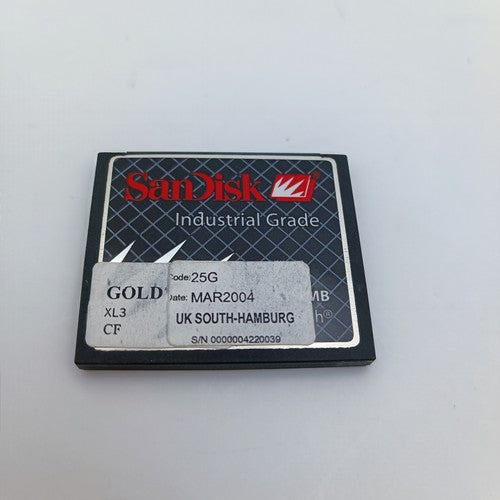 SanDisk
Industrial Grade
MB
h®
GOLD
XL3
CF
Code: 25G
Date: MAR2004
UK SOUTH-HAMBURG
S/N 0000004220039